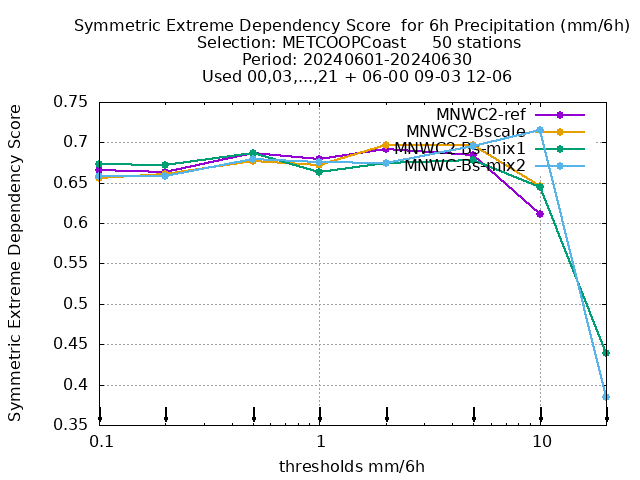 Symmetric Extreme Dependency Score  for 6h Precipitation (mm/6h)
Selection: METCOOPCoast     50 stations
Period: 20240601-20240630
Used 00,03,...,21 + 06-00 09-03 12-06
Symmetric Extreme Dependency Score
0.75
0.7
0.65
0.6
0.55
0.5
0.45
0.4
0.35
MNWC2-ref
MNWC2-Bscale
MNWC2-Bs-mix1
MNWC-Bs-mix2
0.1
1
10
thresholds mm/6h